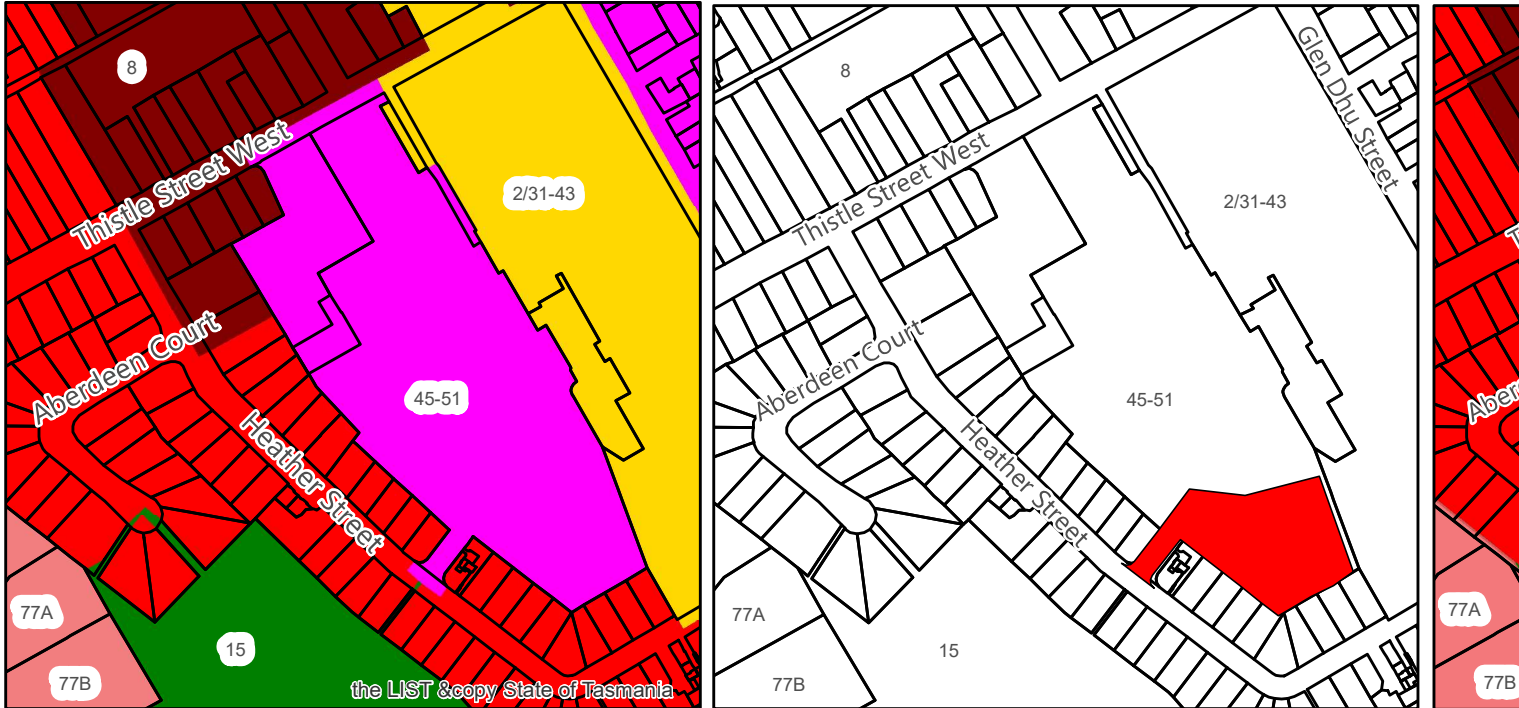 8
Thistle Street West
2/31-43
Aberdeen Court
45-51
Heather Street
77A
15
77B
the LIST &copy State of Tasmania
8
Glen Dhu Street
Thistle Street West
2/31-43
Aberdeen Court
45-51
Heather Street
77A
15
77B
77A
77B